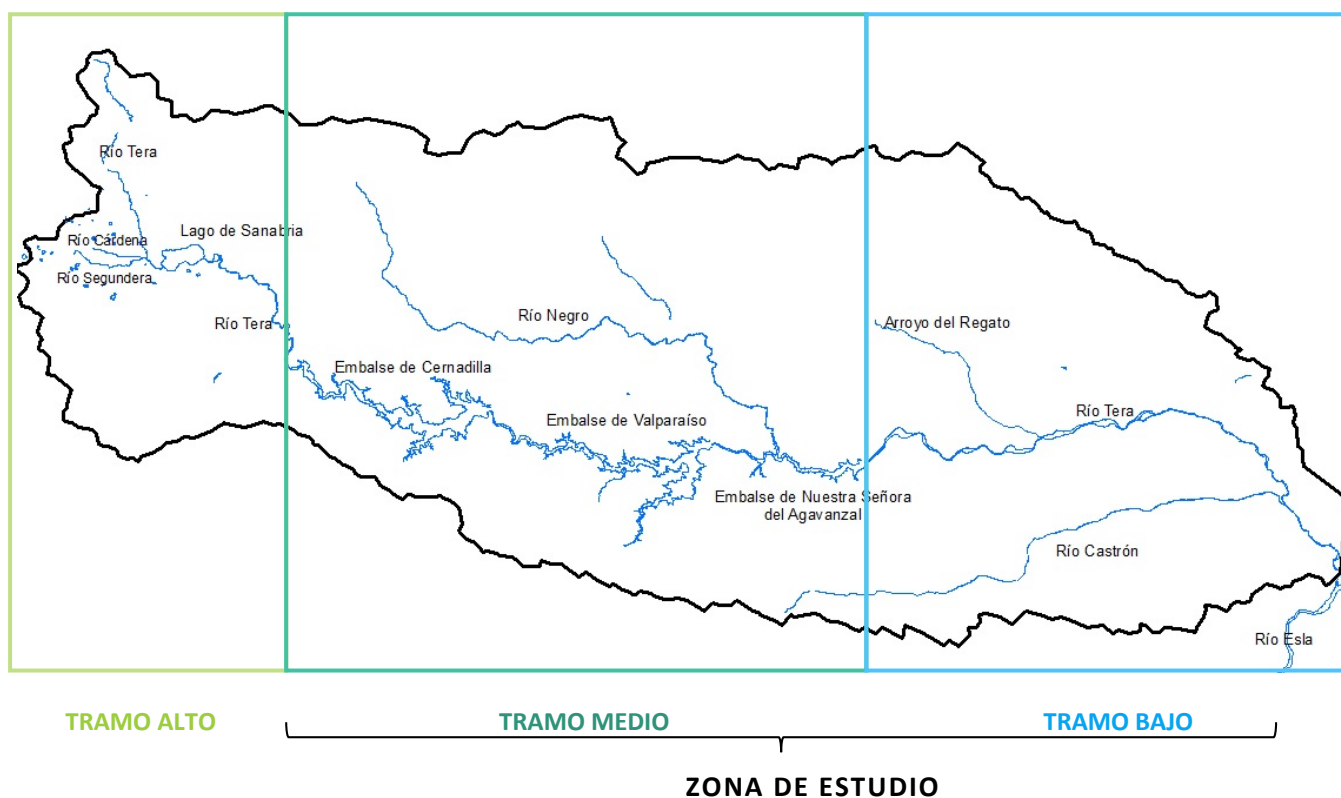 Río Tera
Río Cárdena
Lago de Sanabria
Río Segundera
Río Tera
Río Negro
Arroyo del Regato
Embalse de Cernadilla
Embalse de Valparaíso
Río Tera
Embalse de Nuestra Señora
del Agavanzal
Río Castrón
Río Esla
TRAMO ALTO
TRAMO MEDIO
TRAMO BAJO
ZONA DE ESTUDIO